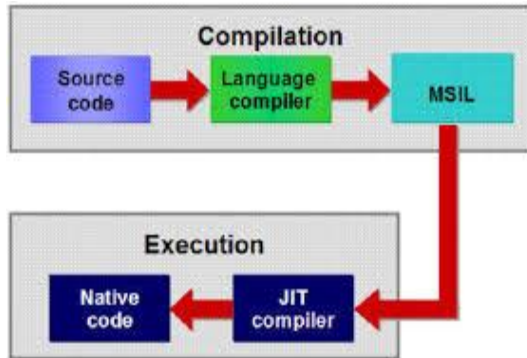 Compilation
Source
code
Language
compiler
MSIL
Execution
Native
code
JIT
compiler